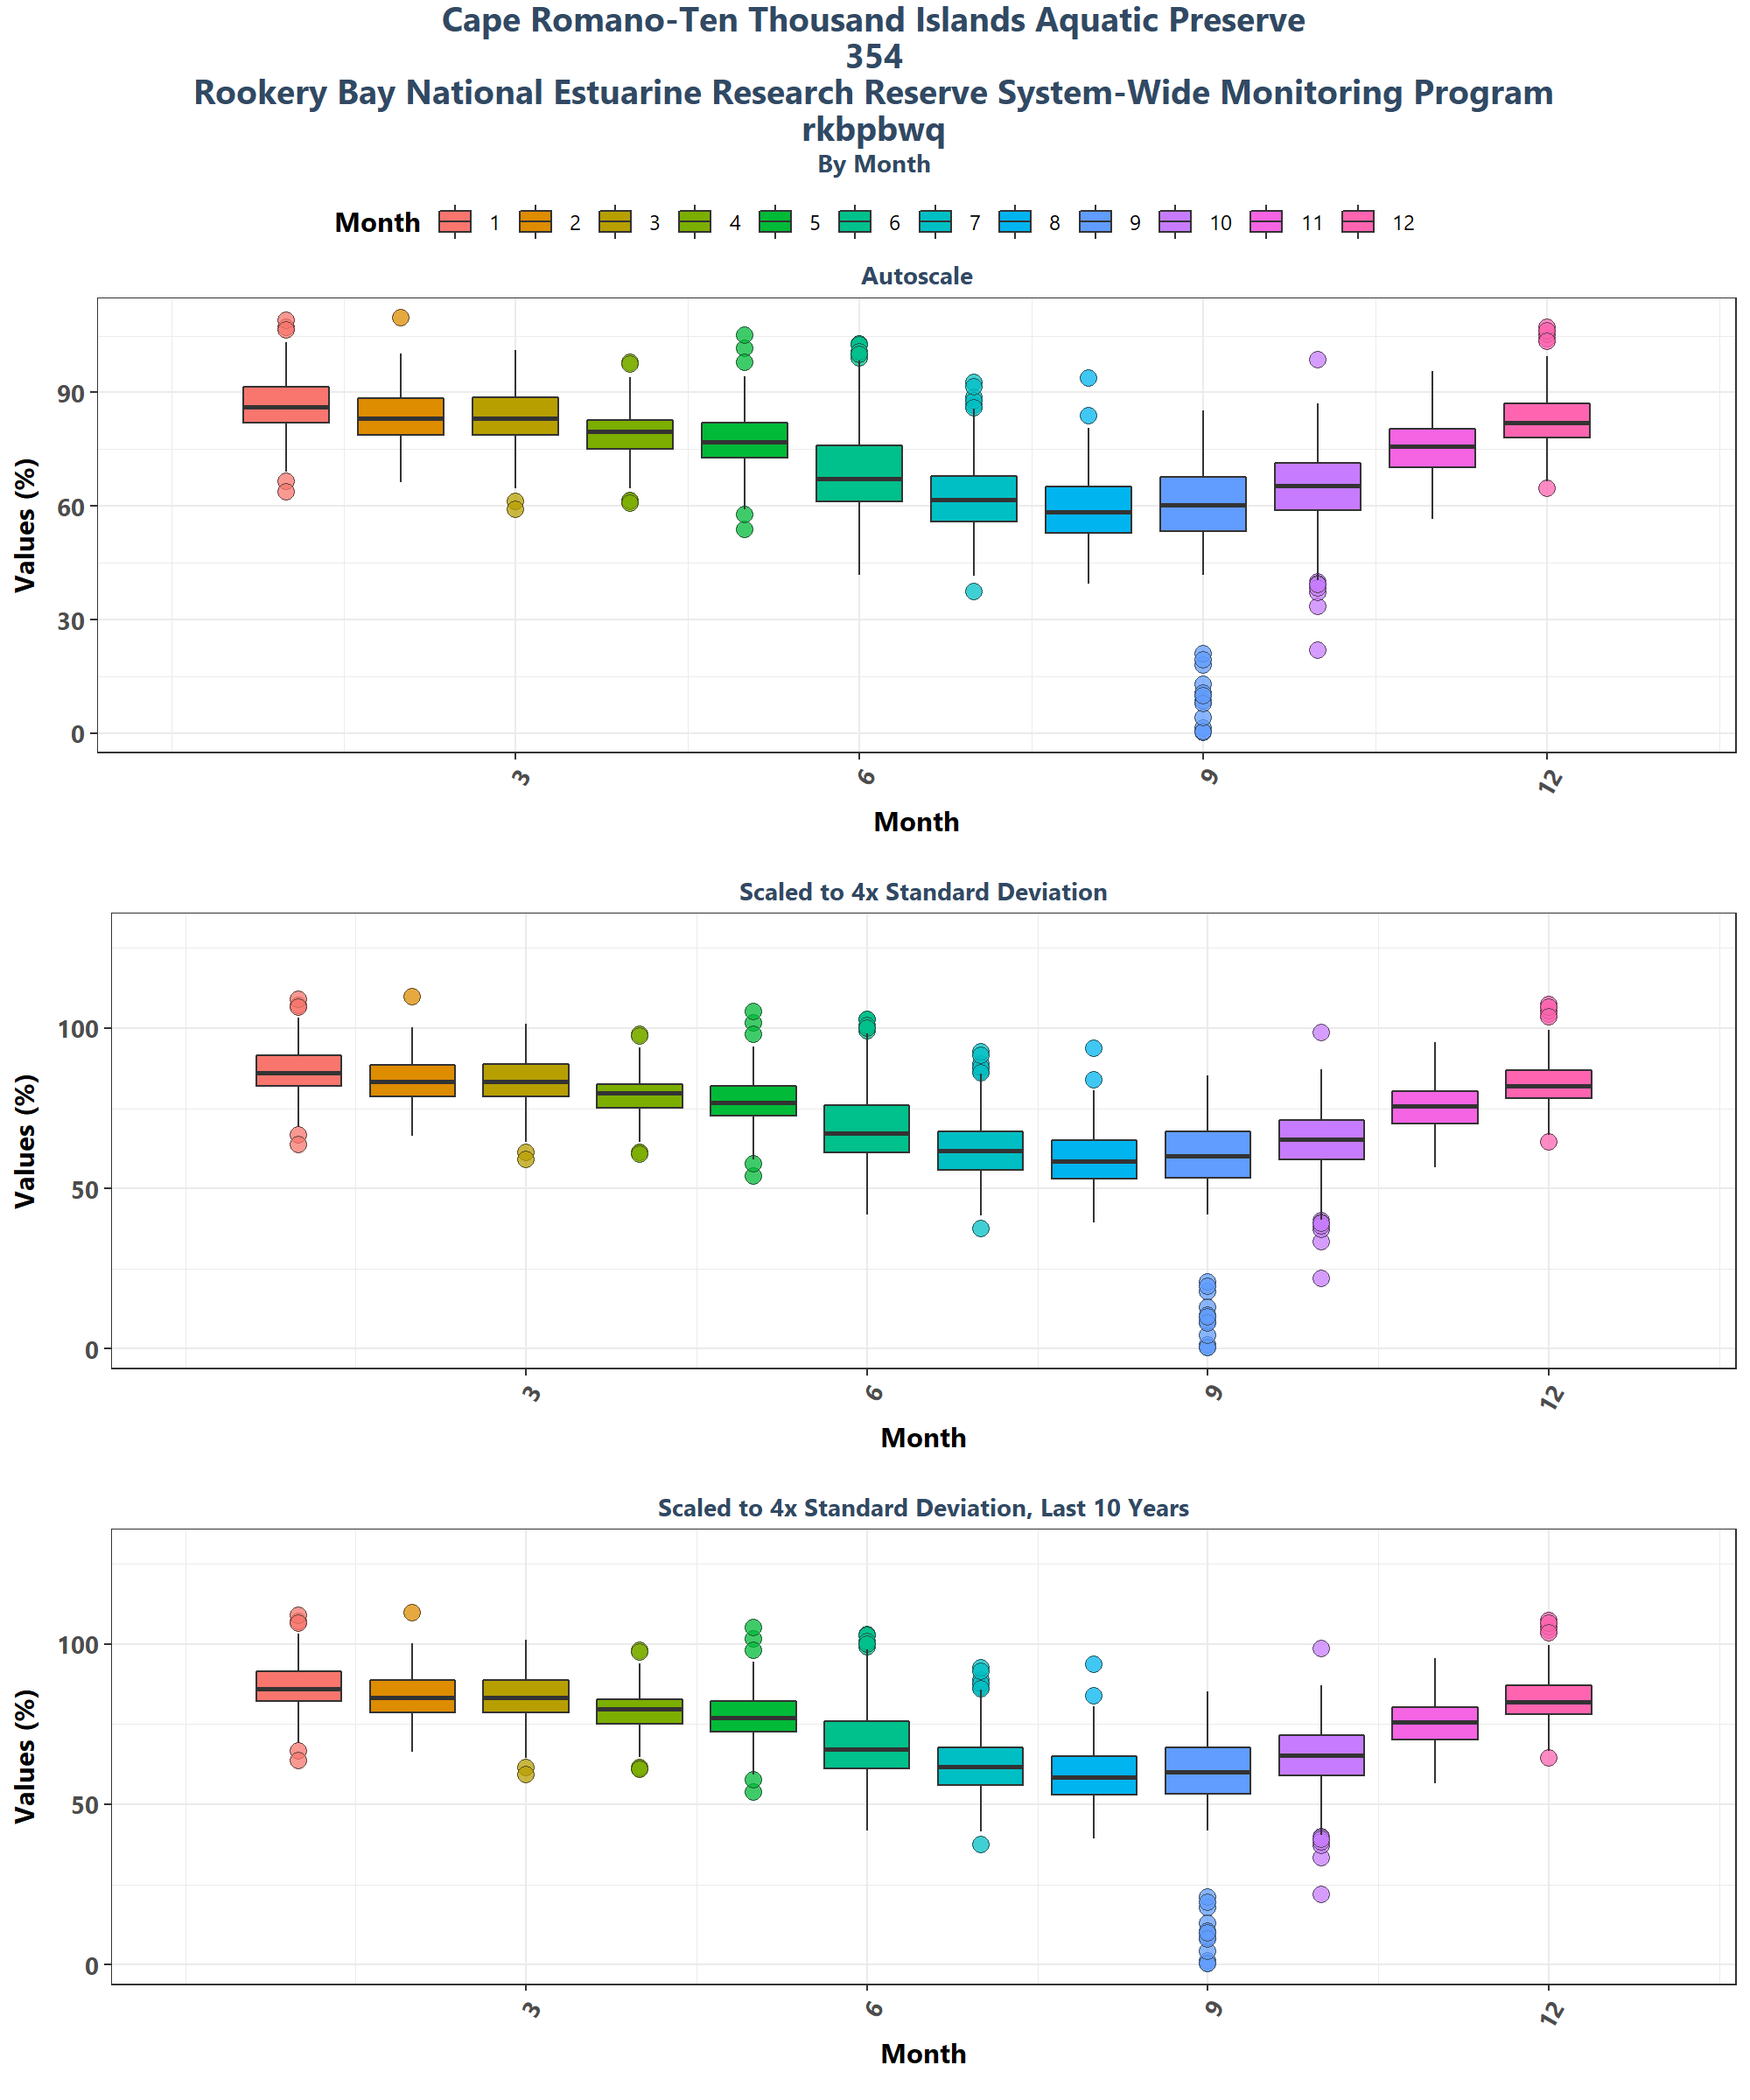 Cape Romano-Ten Thousand Islands Aquatic Preserve
354
Rookery Bay National Estuarine Research Reserve System-Wide Monitoring Program
rkbpbwq
By Month
Month 1 2 3 4 5 6 7 8 9 10 11 12
Autoscale
Values (%)
90
60
30
0
3 6 9 12
Month
Scaled to 4x Standard Deviation
Values (%)
100
50
0
3 6 9 12
Month
Scaled to 4x Standard Deviation, Last 10 Years
Values (%)
100
50
0
3 6 9 12
Month